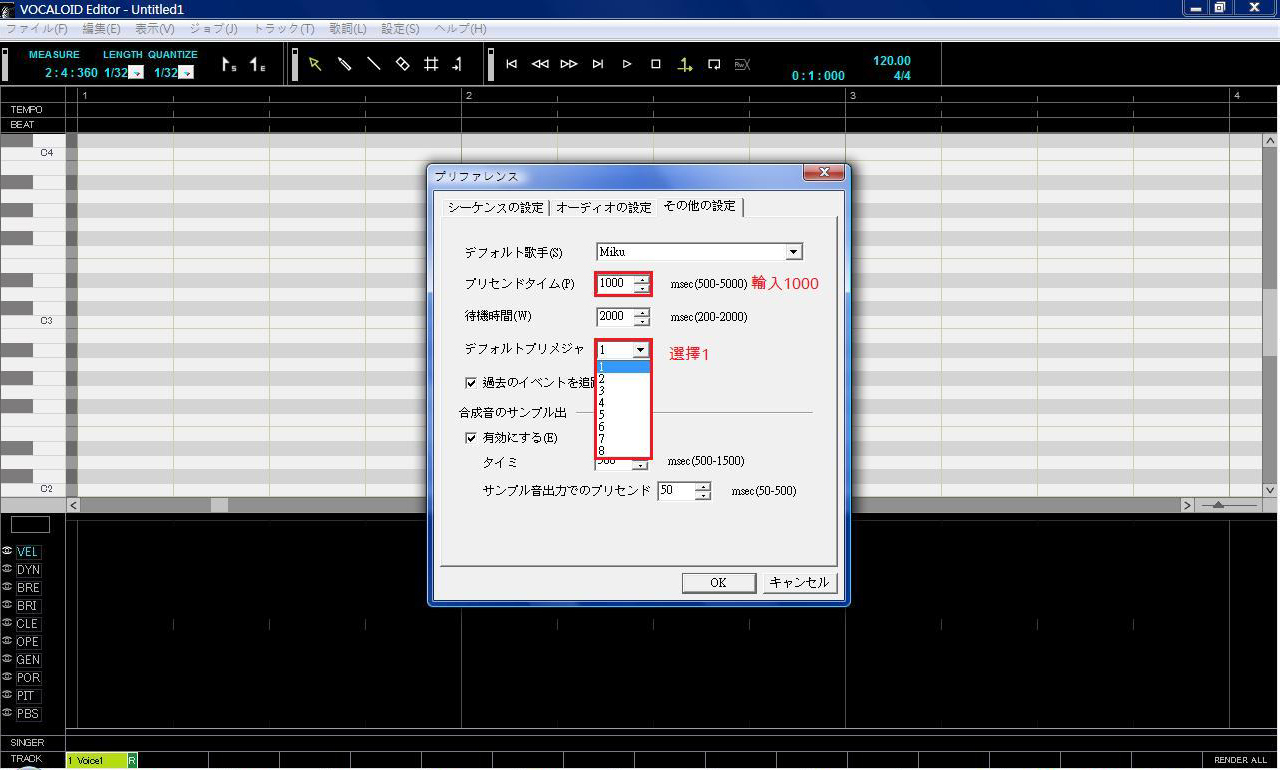 VOCALOID Editor - Untitled1
ファイル(F) 編集(E) 表示(V) ジョブ(J) トラック(T) 歌詞(L) 設定(S) ヘルプ(H)
MEASURE LENGTH QUANTIZE
2:4:360 1/32 1/32
S E
120.00
0:1:000 4/4
1 2 3 4
TEMPO
BEAT
C4
C3
C2
プリファレンス
シーケンスの設定 オーディオの設定 その他の設定
デフォルト歌手(S) Miku
プリセンドタイム(P) 1000 msec(500-5000) 輸入1000
待機時間(W) 2000 msec(200-2000)
デフォルトプリメジャ 1 選擇1
1
2
3
4
5
6
7
8
過去のイベントを追
合成音のサンプル出
有効にする(E)
タイミ 500 msec(500-1500)
サンプル音出力でのプリセンド 50 msec(50-500)
OK キャンセル
VEL
DYN
BRE
BRI
CLE
OPE
GEN
POR
PIT
PBS
SINGER
TRACK 1 Voice1 R RENDER ALL